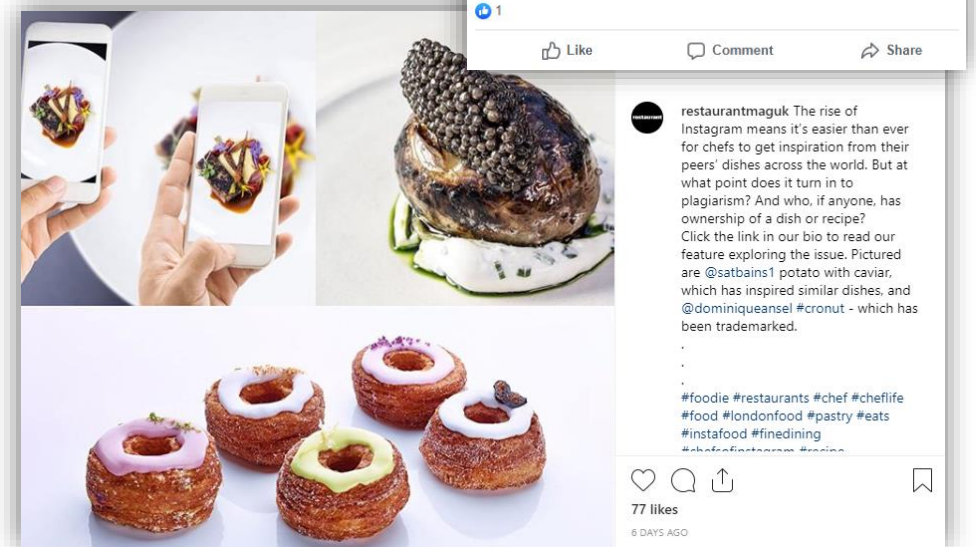 1
Like Comment Share
restaurant
restaurantmaguk The rise of
Instagram means it's easier than ever
for chefs to get inspiration from their
peers' dishes across the world. But at
what point does it turn in to
plagiarism? And who, if anyone, has
ownership of a dish or recipe?
Click the link in our bio to read our
feature exploring the issue. Pictured
are @satbains1 potato with caviar,
which has inspired similar dishes, and
@dominiqueansel #cronut - which has
been trademarked.
.
.
.
#foodie #restaurants #chef #cheflife
#food #londonfood #pastry #eats
#instafood #finedining
#chefsofinstagram #recipe
77 likes
6 DAYS AGO